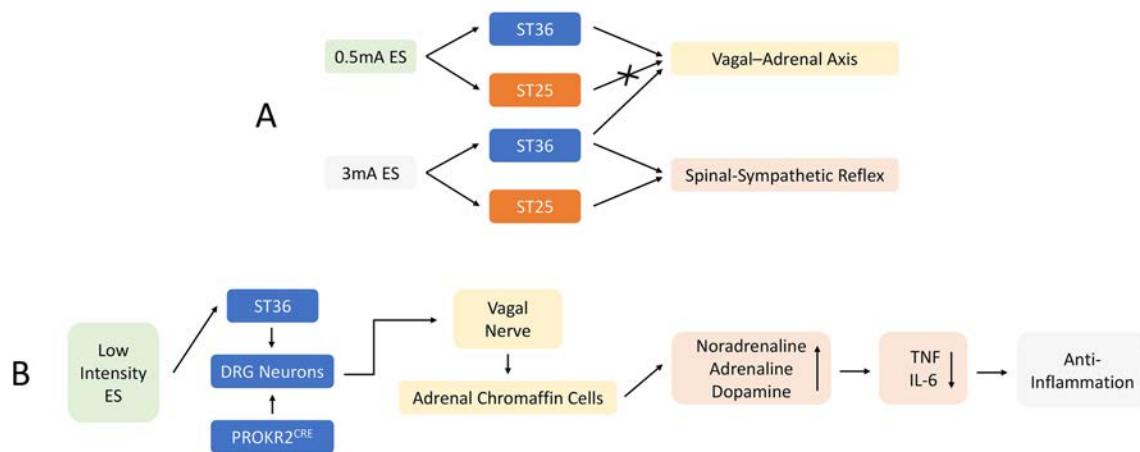 A
0.5mA ES
ST36
ST25
Vagal–Adrenal Axis
3mA ES
ST36
ST25
Spinal-Sympathetic Reflex
B
Low
Intensity
ES
ST36
DRG Neurons
PROKR2CRE
Vagal
Nerve
Adrenal Chromaffin Cells
Noradrenaline
Adrenaline
Dopamine
TNF
IL-6
Anti-
Inflammation